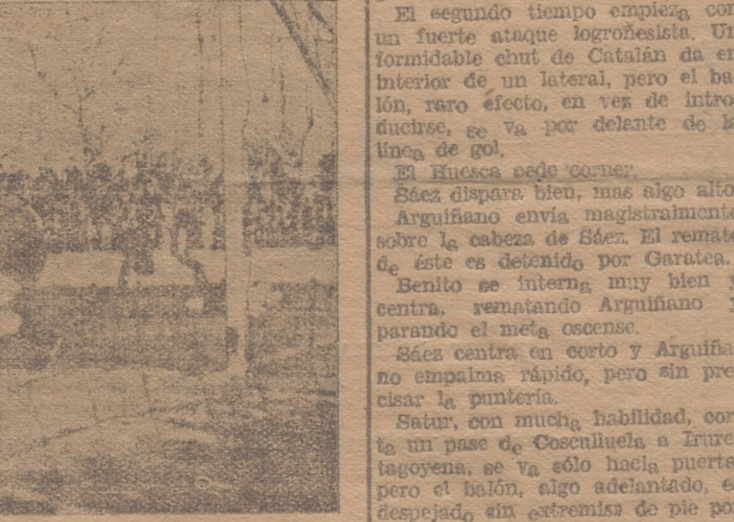 El segundo tiempo empieza con
un fuerte ataque logroñesista. Un
formidable chut de Catalán da en
interior de un lateral, pero el ba-
lón, raro efecto, en vez de intro-
ducirse, se va por delante de la
línea de gol.
El Huesca cede corner.
Sáez dispara bien, mas algo alto.
Arguiñano envía magistralmente
sobre la cabeza de Sáez. El remate
de éste es detenido por Garatea.
Benito se interna muy bien y
centra, rematando Arguiñano y
parando el meta oscense.
Sáez centra en corto y Arguiña-
no empalma rápido, pero sin pre-
cisar la puntería.
Satur, con mucha habilidad, cor-
ta un pase de Cosculluela a Irure-
tagoyena, se va sólo hacia puerta,
pero el balón, algo adelantado, es
despejado «in extremis» de pie por